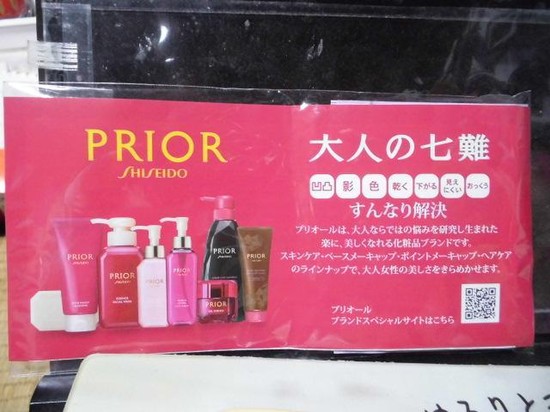 PRIOR
SHISEIDO
大人の七難
凹凸 影 色 乾く 下がる 見えにくい おっくう
すんなり解決
プリオールは、大人ならではの悩みを研究し生まれた
楽に、美しくなれる化粧品ブランドです。
スキンケア・ベースメーキャップ・ポイントメーキャップ・ヘアケア
のラインナップで、大人女性の美しさをきらめかせます。
プリオール
ブランドスペシャルサイトはこちら
PRIOR
PRIOR
PRIOR
PRIOR
PRIOR
PRIOR